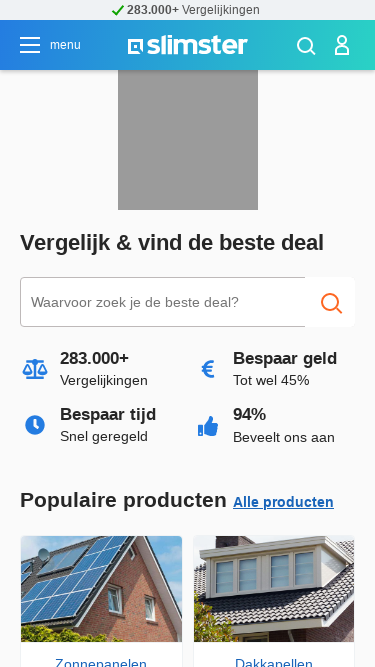 283.000+ Vergelijkingen
menu
slimster
Vergelijk & vind de beste deal
Waarvoor zoek je de beste deal?
283.000+
Vergelijkingen
Bespaar geld
Tot wel 45%
Bespaar tijd
Snel geregeld
94%
Beveelt ons aan
Populaire producten Alle producten
Zonnepanelen
Dakkapellen